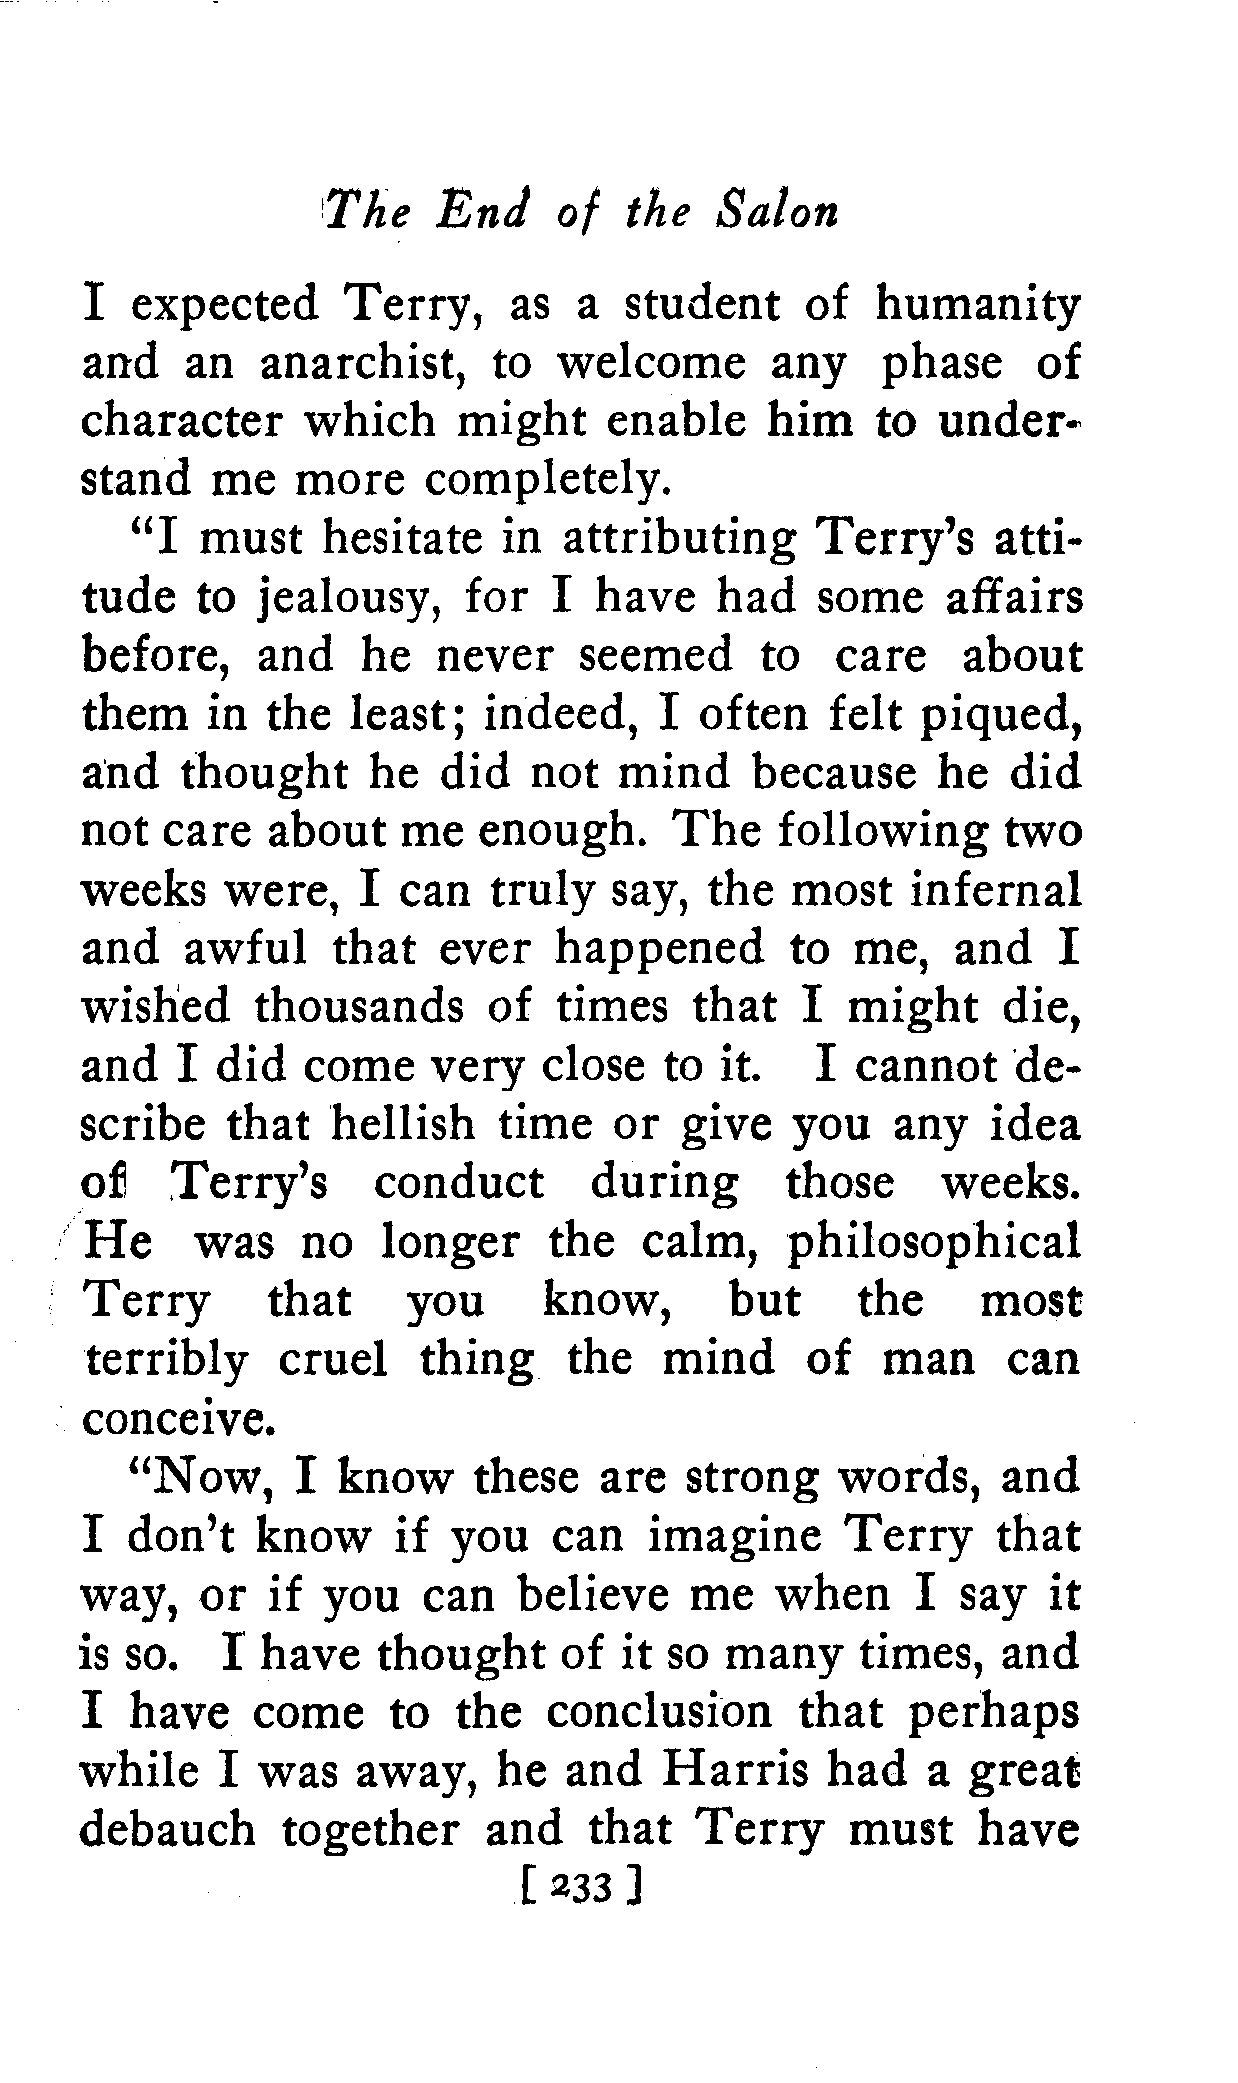 The End of the Salon
I expected Terry, as a student of humanity
and an anarchist, to welcome any phase of
character which might enable him to under-
stand me more completely.
"I must hesitate in attributing Terry's atti-
tude to jealousy, for I have had some affairs
before, and he never seemed to care about
them in the least; indeed, I often felt piqued,
and thought he did not mind because he did
not care about me enough. The following two
weeks were, I can truly say, the most infernal
and awful that ever happened to me, and I
wished thousands of times that I might die,
and I did come very close to it. I cannot de-
scribe that hellish time or give you any idea
of Terry's conduct during those weeks.
He was no longer the calm, philosophical
Terry that you know, but the most
terribly cruel thing the mind of man can
conceive.
"Now, I know these are strong words, and
I don't know if you can imagine Terry that
way, or if you can believe me when I say it
is so. I have thought of it so many times, and
I have come to the conclusion that perhaps
while I was away, he and Harris had a great
debauch together and that Terry must have
[ 233 ]